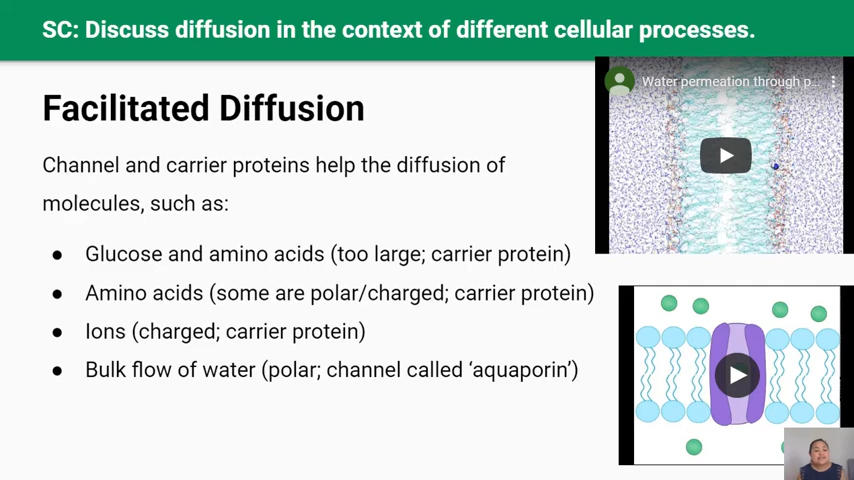 SC: Discuss diffusion in the context of different cellular processes.
Facilitated Diffusion
Channel and carrier proteins help the diffusion of
molecules, such as:
● Glucose and amino acids (too large; carrier protein)
● Amino acids (some are polar/charged; carrier protein)
● Ions (charged; carrier protein)
● Bulk flow of water (polar; channel called ‘aquaporin’)
Water permeation through p...